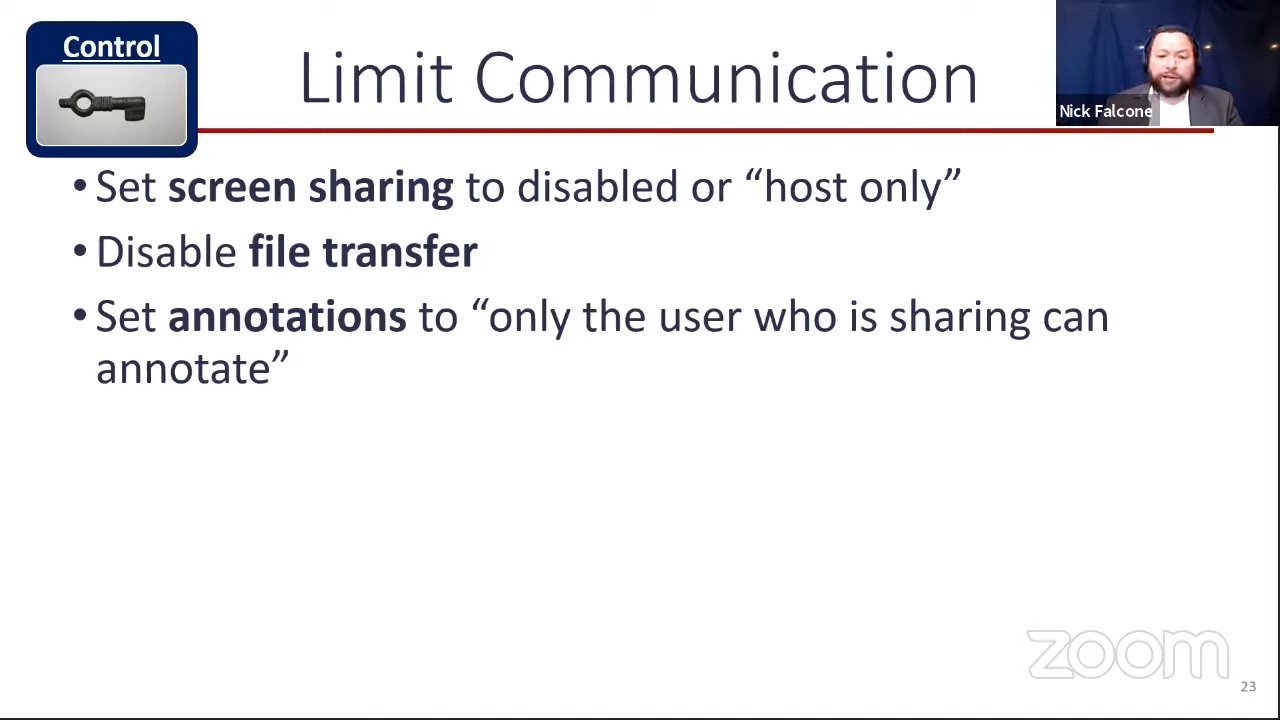 Control
Limit Communication
Nick Falcone
• Set screen sharing to disabled or “host only”
• Disable file transfer
• Set annotations to “only the user who is sharing can
annotate”
zoom
23